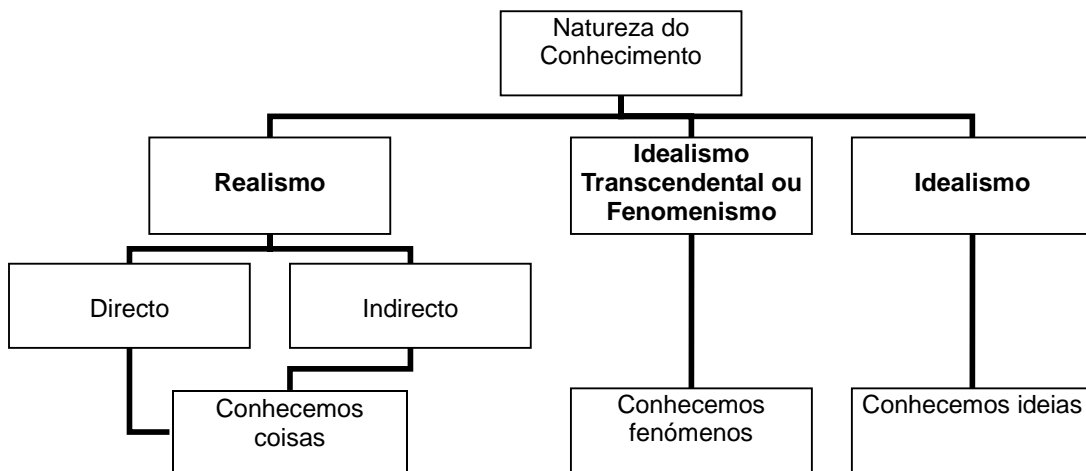 Natureza do
Conhecimento
Realismo
Idealismo
Transcendental ou
Fenomenismo
Idealismo
Directo
Indirecto
Conhecemos
coisas
Conhecemos
fenómenos
Conhecemos ideias